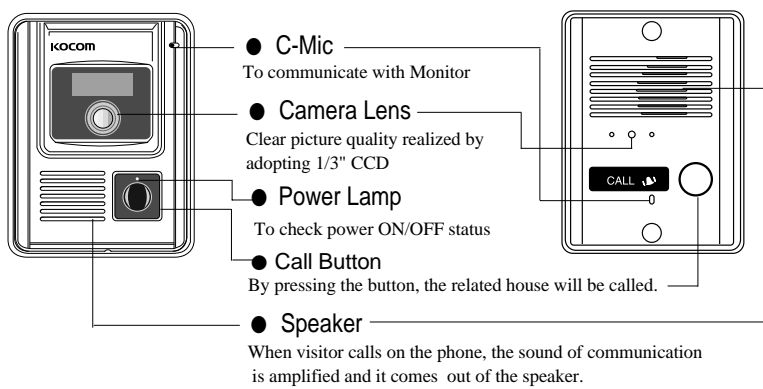 KOCOM
● C-Mic
To communicate with Monitor
● Camera Lens
Clear picture quality realized by
adopting 1/3" CCD
● Power Lamp
To check power ON/OFF status
● Call Button
By pressing the button, the related house will be called.
● Speaker
When visitor calls on the phone, the sound of communication
is amplified and it comes out of the speaker.
CALL